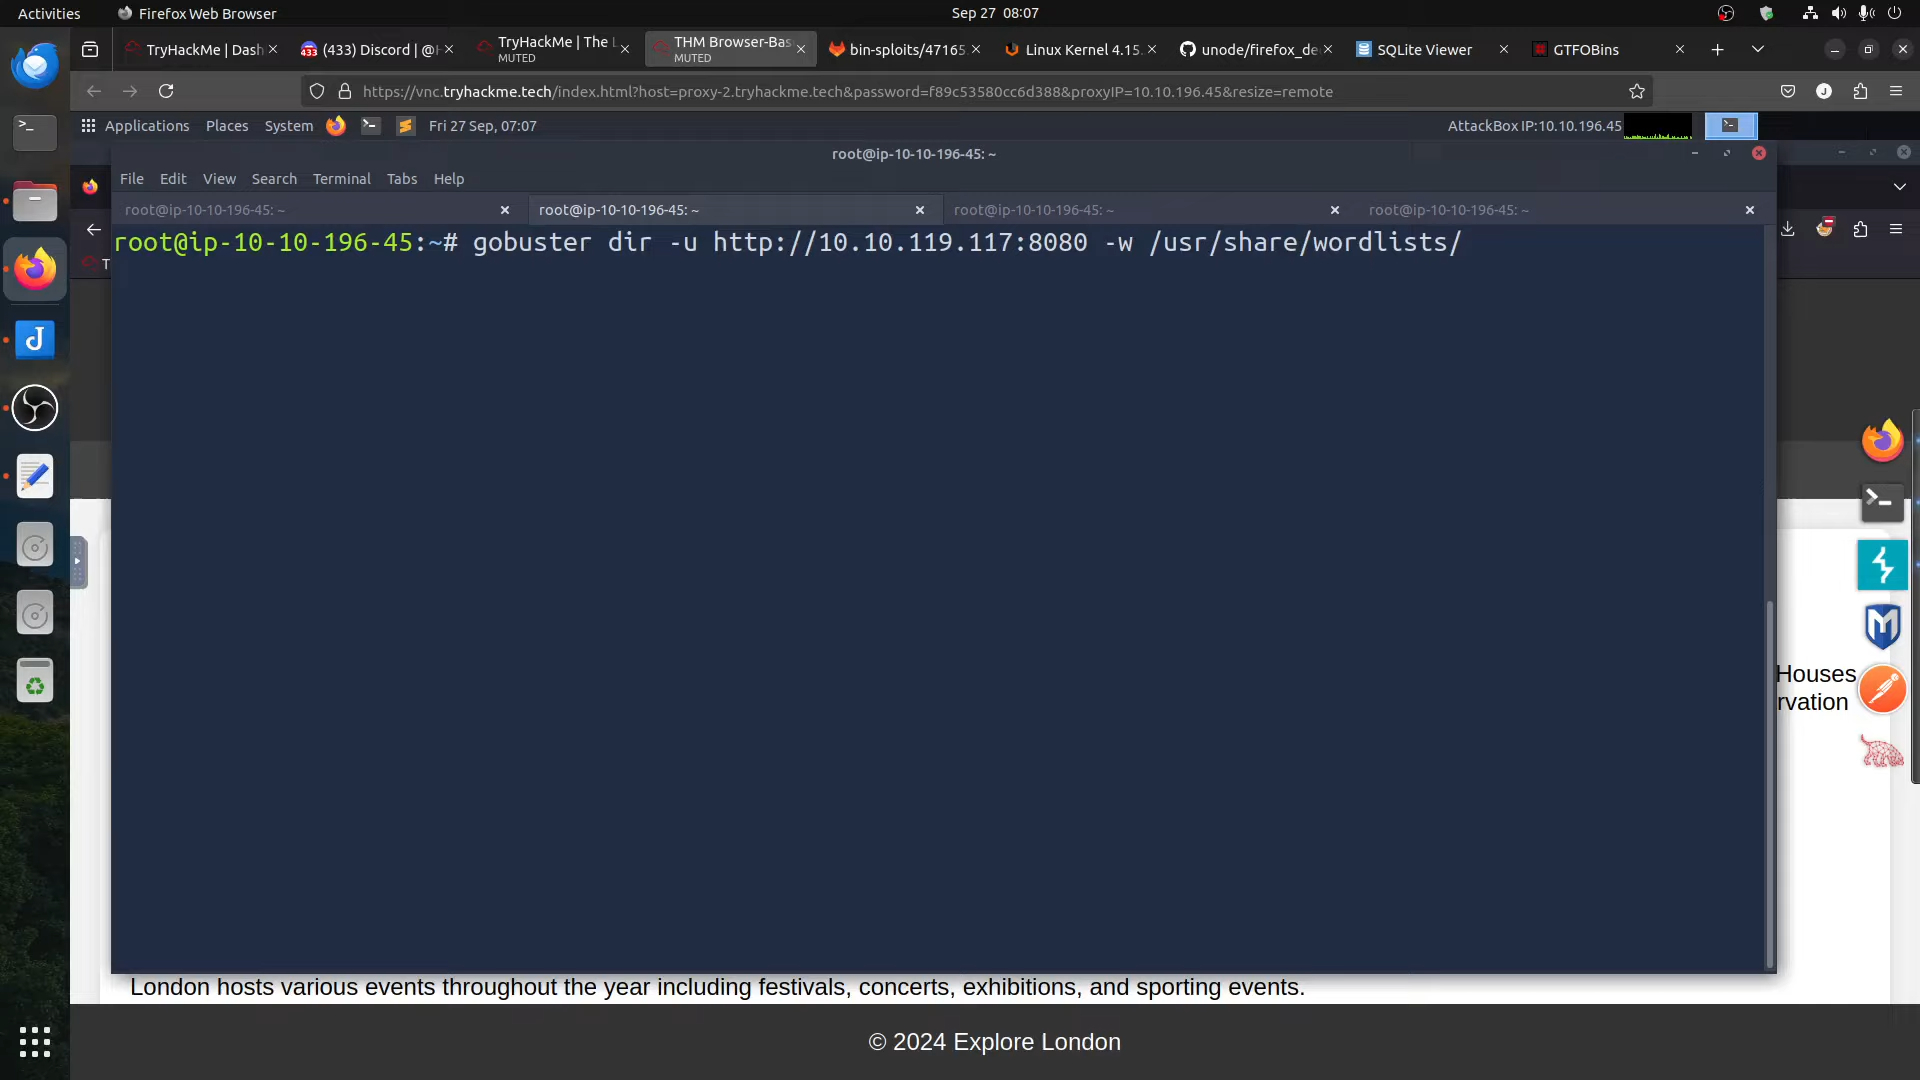 Activities
Firefox Web Browser
Sep 27 08:07
TryHackMe | Dash
(433) Discord | @H
TryHackMe | The L
MUTED
THM Browser-Bas
MUTED
bin-sploits/47165
Linux Kernel 4.15.
unode/firefox_de
SQLite Viewer
GTFOBins
https://vnc.tryhackme.tech/index.html?host=proxy-2.tryhackme.tech&password=f89c53580cc6d388&proxyIP=10.10.196.45&resize=remote
Applications
Places
System
Fri 27 Sep, 07:07
AttackBox IP:10.10.196.45
root@ip-10-10-196-45: ~
File
Edit
View
Search
Terminal
Tabs
Help
root@ip-10-10-196-45: ~
root@ip-10-10-196-45: ~
root@ip-10-10-196-45: ~
root@ip-10-10-196-45: ~
root@ip-10-10-196-45:~# gobuster dir -u http://10.10.119.117:8080 -w /usr/share/wordlists/
T
Houses
rvation
London hosts various events throughout the year including festivals, concerts, exhibitions, and sporting events.
© 2024 Explore London